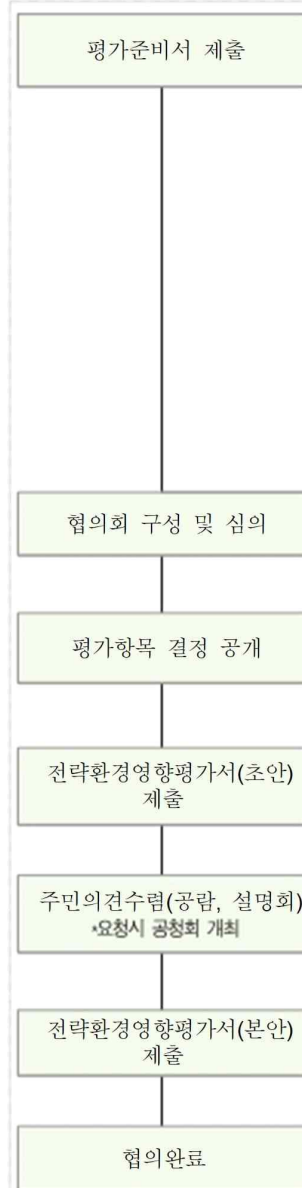 평가준비서 제출
협의회 구성 및 심의
평가항목 결정 공개
전략환경영향평가서(초안)
제출
주민의견수렴(공람, 설명회)
*요청시 공청회 개최
전략환경영향평가서(본안)
제출
협의완료